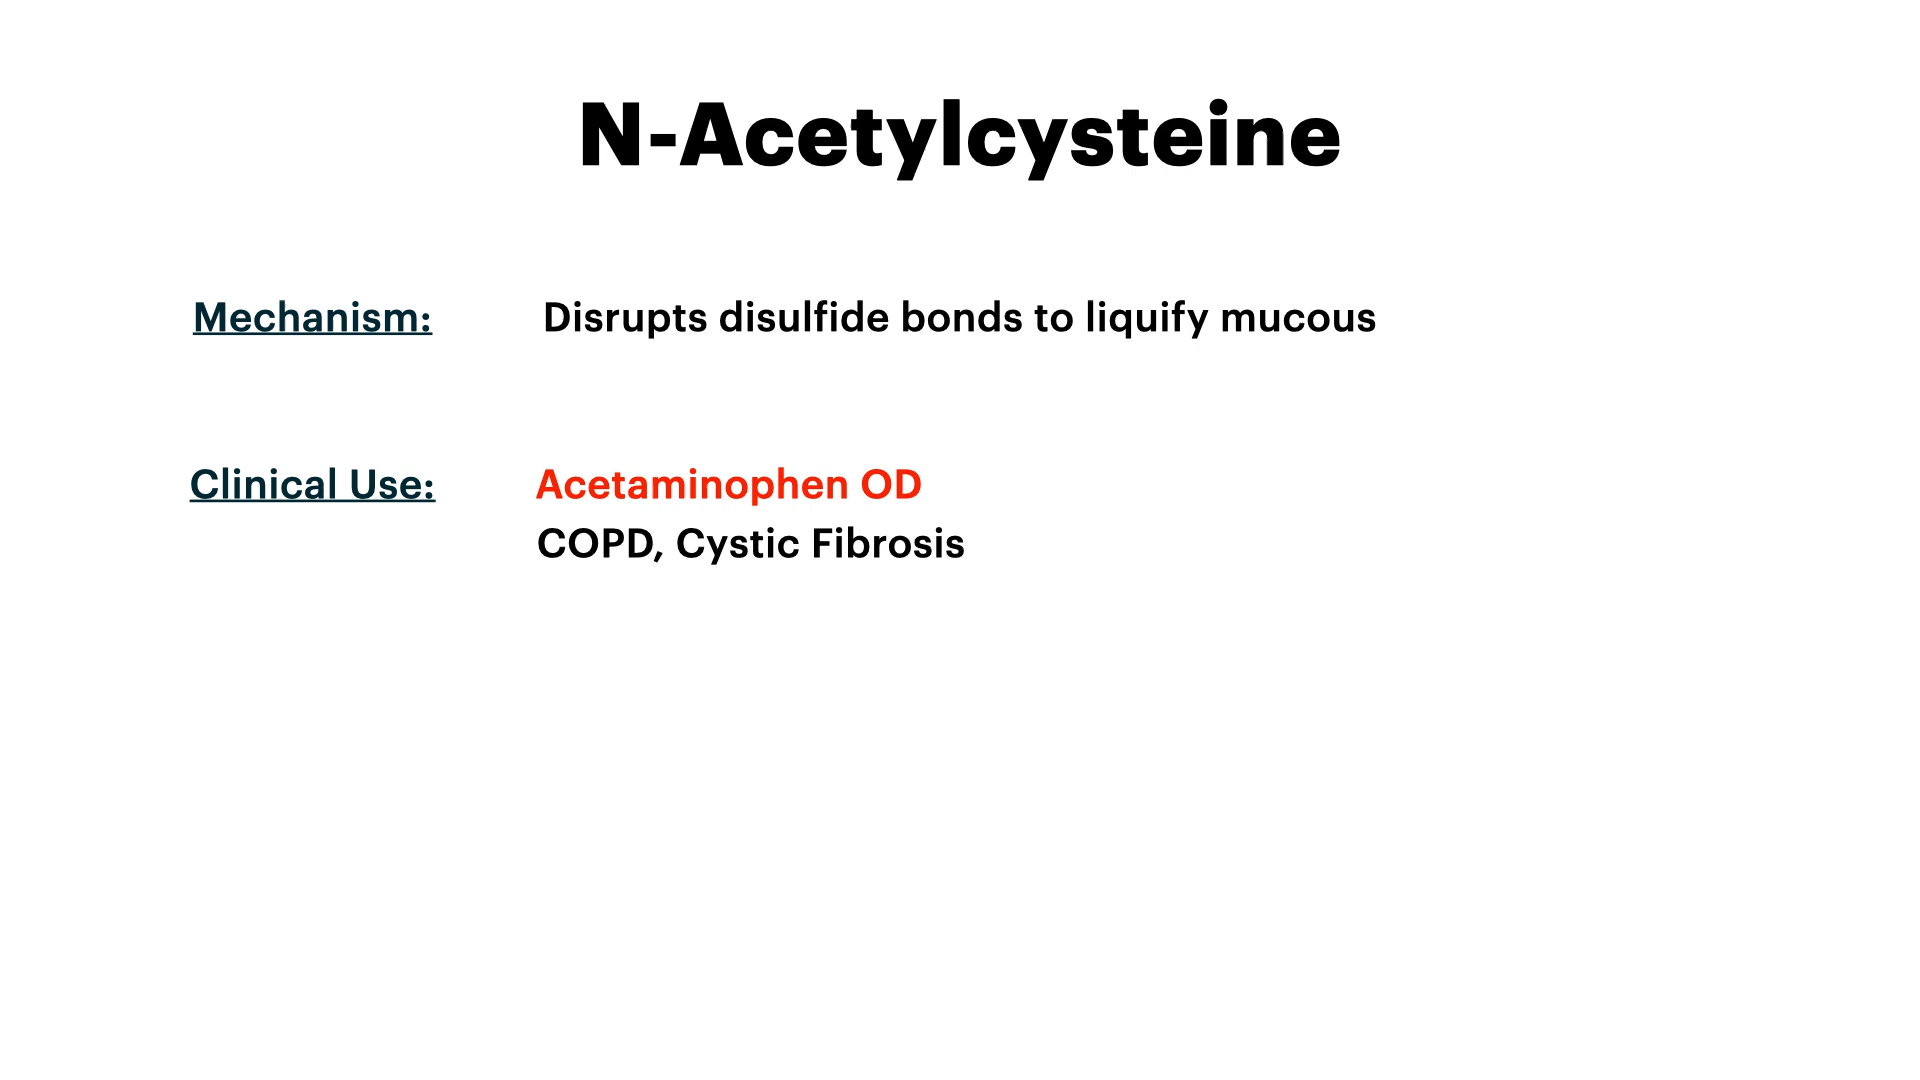 N-Acetylcysteine
Mechanism: Disrupts disulfide bonds to liquify mucous
Clinical Use: Acetaminophen OD
COPD, Cystic Fibrosis